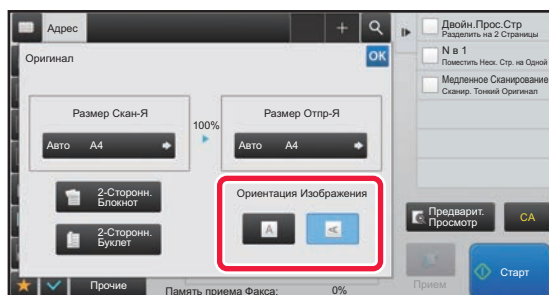 Адрес
Оригинал
OK
Размер Скан-Я
100%
Размер Отпр-Я
Авто A4
Авто A4
2-Сторонн.
Блокнот
2-Сторонн.
Буклет
Ориентация Изображения
A
A
Прочие
Память приема Факса: 0%
Двойн.Прос.Стр
Разделить на 2 Страницы
N в 1
Поместить Неск. Стр. на Одной
Медленное Сканирование
Сканир. Тонкий Оригинал
Предварит.
Просмотр
CA
Прием
Старт